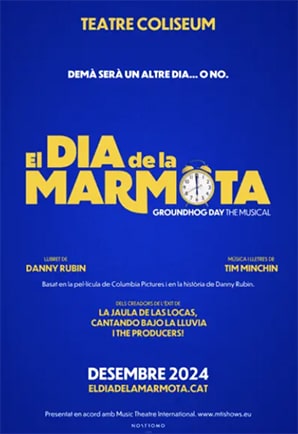 TEATRE COLISEUM
DEMÀ SERÀ UN ALTRE DIA... O NO.
El DIA de la
MARMOTA
GROUNDHOG DAY THE MUSICAL
LLIBRET DE
DANNY RUBIN
MÚSICA I LLETRES DE
TIM MINCHIN
Basat en la pel·lícula de Columbia Pictures i en la història de Danny Rubin.
DELS CREADORS DE L'ÈXIT DE
LA JAULA DE LAS LOCAS,
CANTANDO BAJO LA LLUVIA
I THE PRODUCERS!
DESEMBRE 2024
ELDIADELAMARMOTA.CAT
Presentat en acord amb Music Theatre International. www.mtishows.eu
NOSTROMO